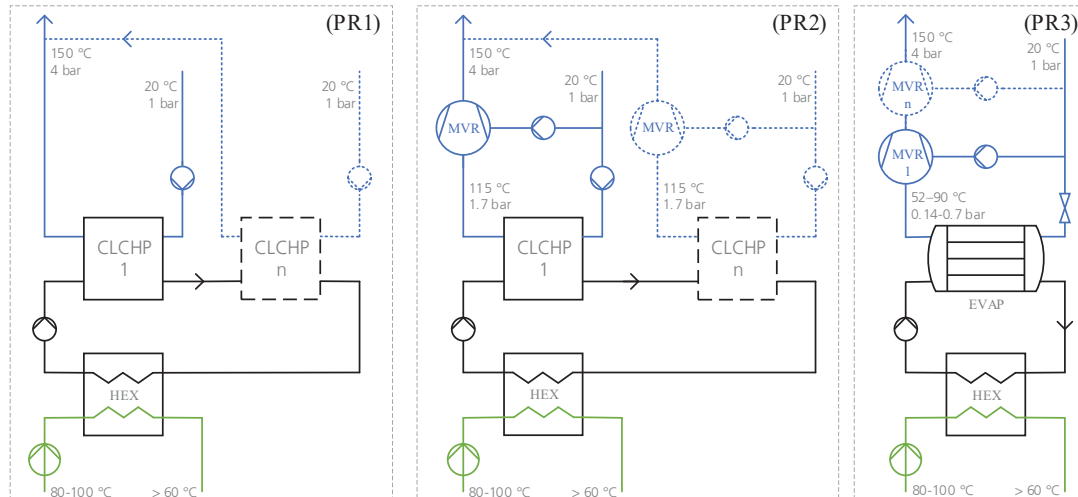 (PR1)
150 °C
4 bar
20 °C
1 bar
20 °C
1 bar
CLCHP
1
CLCHP
n
HEX
80-100 °C
> 60 °C
(PR2)
150 °C
4 bar
20 °C
1 bar
20 °C
1 bar
MVR
MVR
115 °C
1.7 bar
115 °C
1.7 bar
CLCHP
1
CLCHP
n
HEX
80-100 °C
> 60 °C
(PR3)
150 °C
4 bar
20 °C
1 bar
MVR
n
MVR
1
52–90 °C
0.14-0.7 bar
EVAP
HEX
80-100 °C
> 60 °C